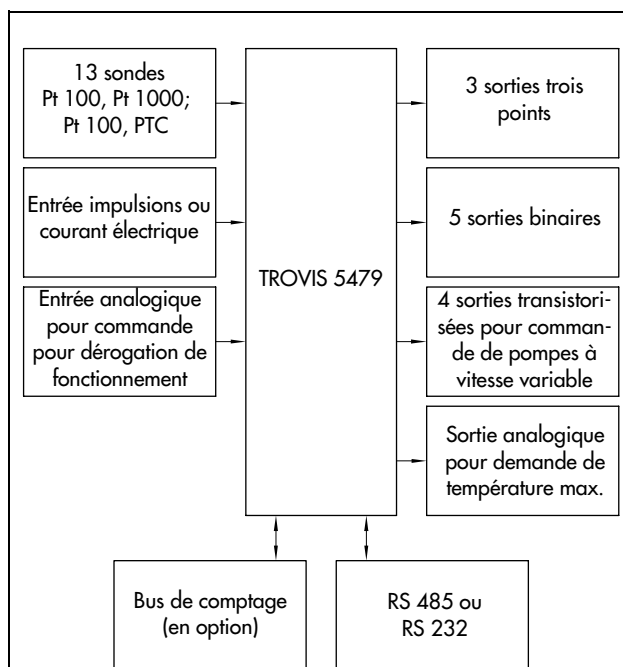 13 sondes
Pt 100, Pt 1000;
Pt 100, PTC
Entrée impulsions ou
courant électrique
Entrée analogique
pour commande
pour dérogation de
fonctionnement
TROVIS 5479
3 sorties trois
points
5 sorties binaires
4 sorties transistori-
sées pour comman-
de de pompes à
vitesse variable
Sortie analogique
pour demande de
température max.
Bus de comptage
(en option)
RS 485 ou
RS 232